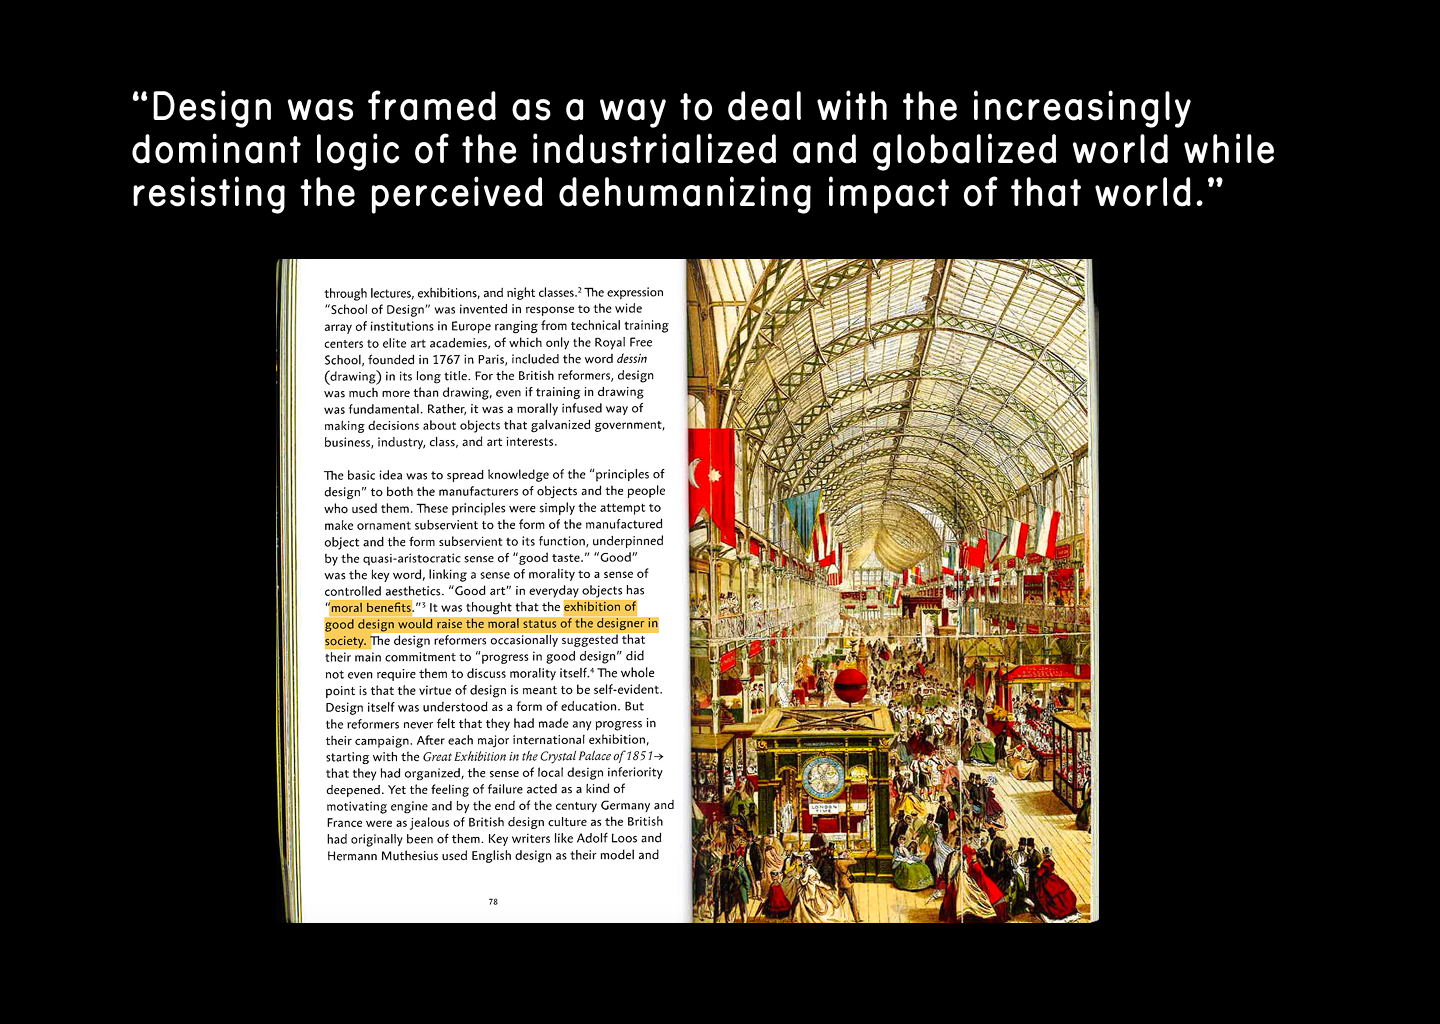 “Design was framed as a way to deal with the increasingly
dominant logic of the industrialized and globalized world while
resisting the perceived dehumanizing impact of that world.”
through lectures, exhibitions, and night classes.² The expression
“School of Design” was invented in response to the wide
array of institutions in Europe ranging from technical training
centers to elite art academies, of which only the Royal Free
School, founded in 1767 in Paris, included the word dessin
(drawing) in its long title. For the British reformers, design
was much more than drawing, even if training in drawing
was fundamental. Rather, it was a morally infused way of
making decisions about objects that galvanized government,
business, industry, class, and art interests.
The basic idea was to spread knowledge of the “principles of
design” to both the manufacturers of objects and the people
who used them. These principles were simply the attempt to
make ornament subservient to the form of the manufactured
object and the form subservient to its function, underpinned
by the quasi-aristocratic sense of “good taste.” “Good”
was the key word, linking a sense of morality to a sense of
controlled aesthetics. “Good art” in everyday objects has
“moral benefits.”³ It was thought that the exhibition of
good design would raise the moral status of the designer in
society. The design reformers occasionally suggested that
their main commitment to “progress in good design” did
not even require them to discuss morality itself.⁴ The whole
point is that the virtue of design is meant to be self-evident.
Design itself was understood as a form of education. But
the reformers never felt that they had made any progress in
their campaign. After each major international exhibition,
starting with the Great Exhibition in the Crystal Palace of 1851→
that they had organized, the sense of local design inferiority
deepened. Yet the feeling of failure acted as a kind of
motivating engine and by the end of the century Germany and
France were as jealous of British design culture as the British
had originally been of them. Key writers like Adolf Loos and
Hermann Muthesius used English design as their model and
78
LONDON
TIME